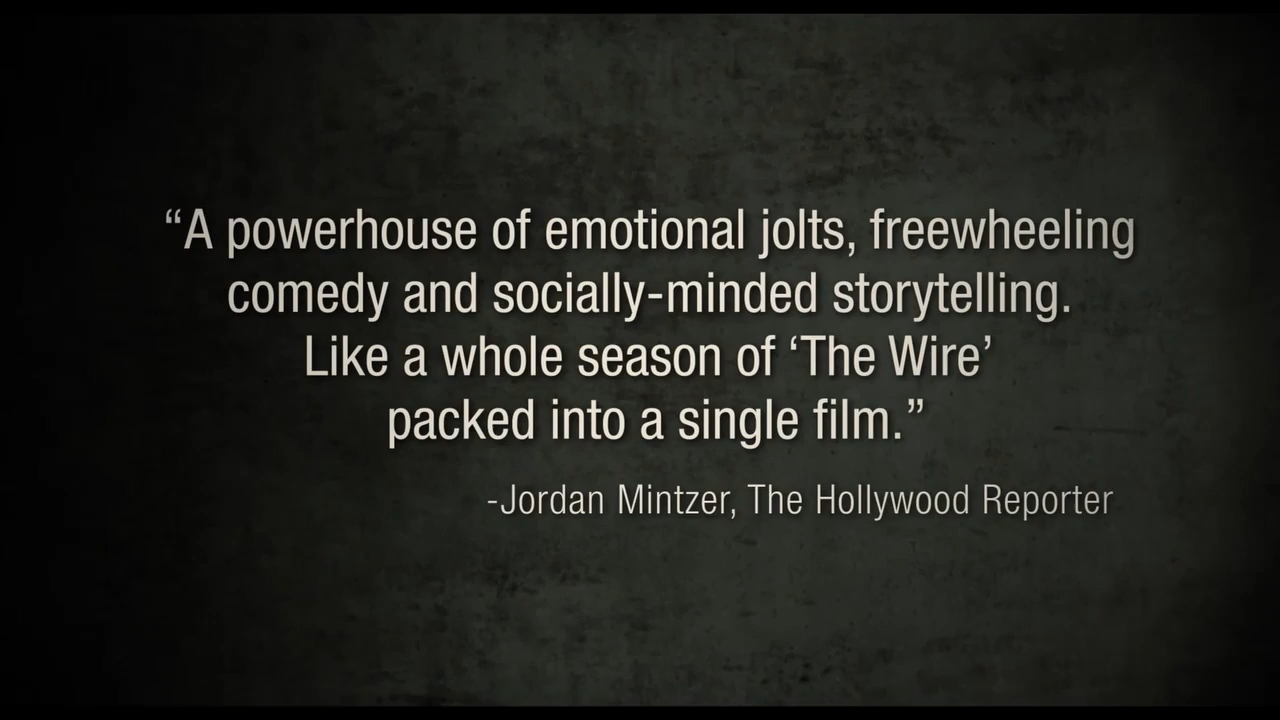 “A powerhouse of emotional jolts, freewheeling
comedy and socially-minded storytelling.
Like a whole season of ‘The Wire’
packed into a single film.”
-Jordan Mintzer, The Hollywood Reporter